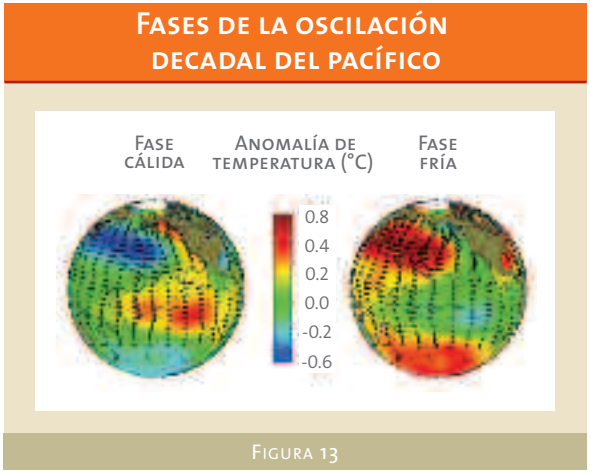 Fases de la oscilación
decadal del pacífico
Fase
cálida
Anomalía de
temperatura (°C)
Fase
fría
0.8
0.4
0.2
0.0
-0.2
-0.6
Figura 13